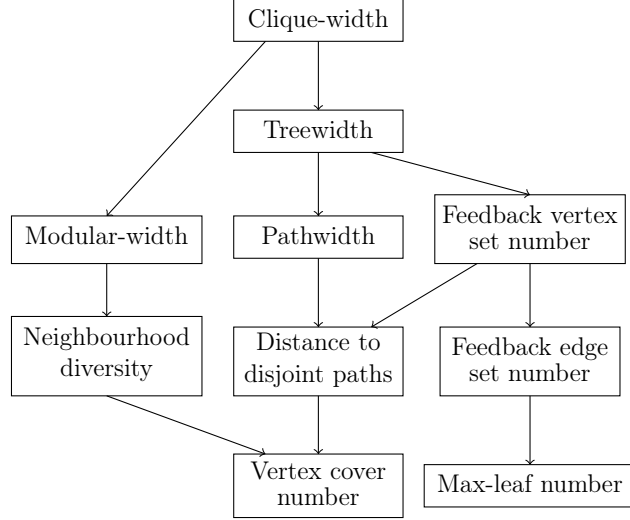 Clique-width
Treewidth
Modular-width
Pathwidth
Feedback vertex
set number
Neighbourhood
diversity
Distance to
disjoint paths
Feedback edge
set number
Vertex cover
number
Max-leaf number